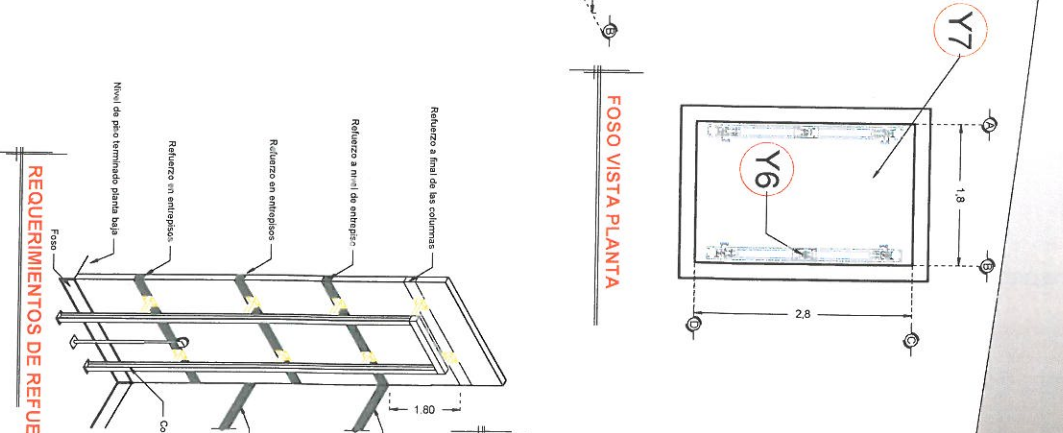 Y7
A
1,8
B
Y6
2,8
C
D
B
FOSO VISTA PLANTA
Refuerzo a final de las columnas
Refuerzo a nivel de entrepiso
Refuerzo en entrepisos
Refuerzo en entrepisos
Nivel de piso terminado planta baja
Foso
1.80
Co
REQUERIMIENTOS DE REFUE